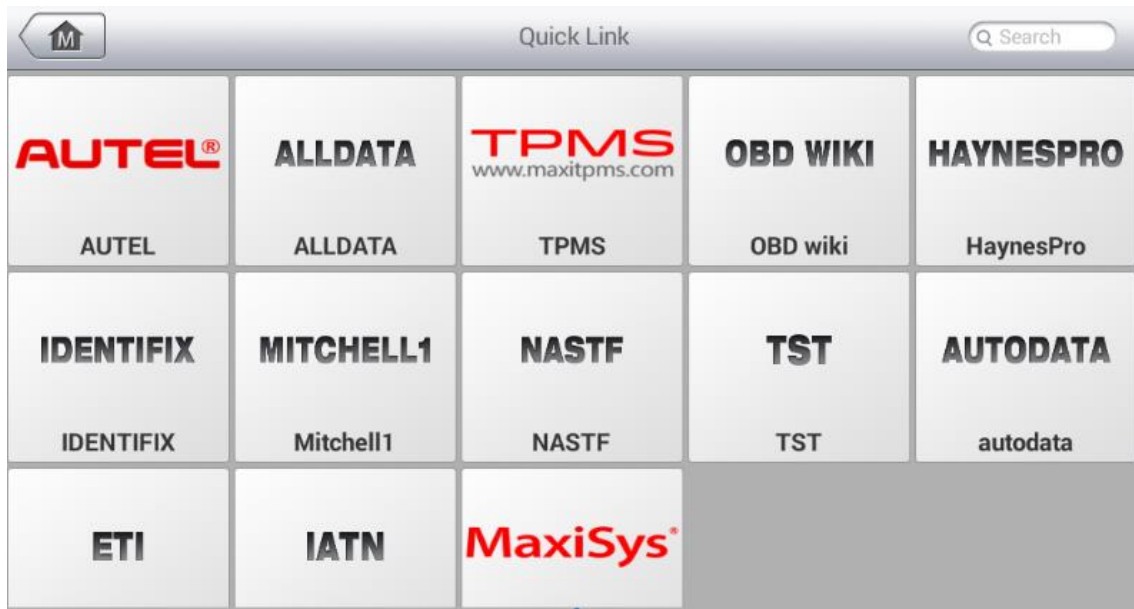 M
Quick Link
Search
AUTEL®
ALLDATA
TPMS
www.maxitpms.com
OBD WIKI
HAYNESPRO
AUTEL
ALLDATA
TPMS
OBD wiki
HaynesPro
IDENTIFIX
MITCHELL1
NASTF
TST
AUTODATA
IDENTIFIX
Mitchell1
NASTF
TST
autodata
ETI
IATN
MaxiSys®